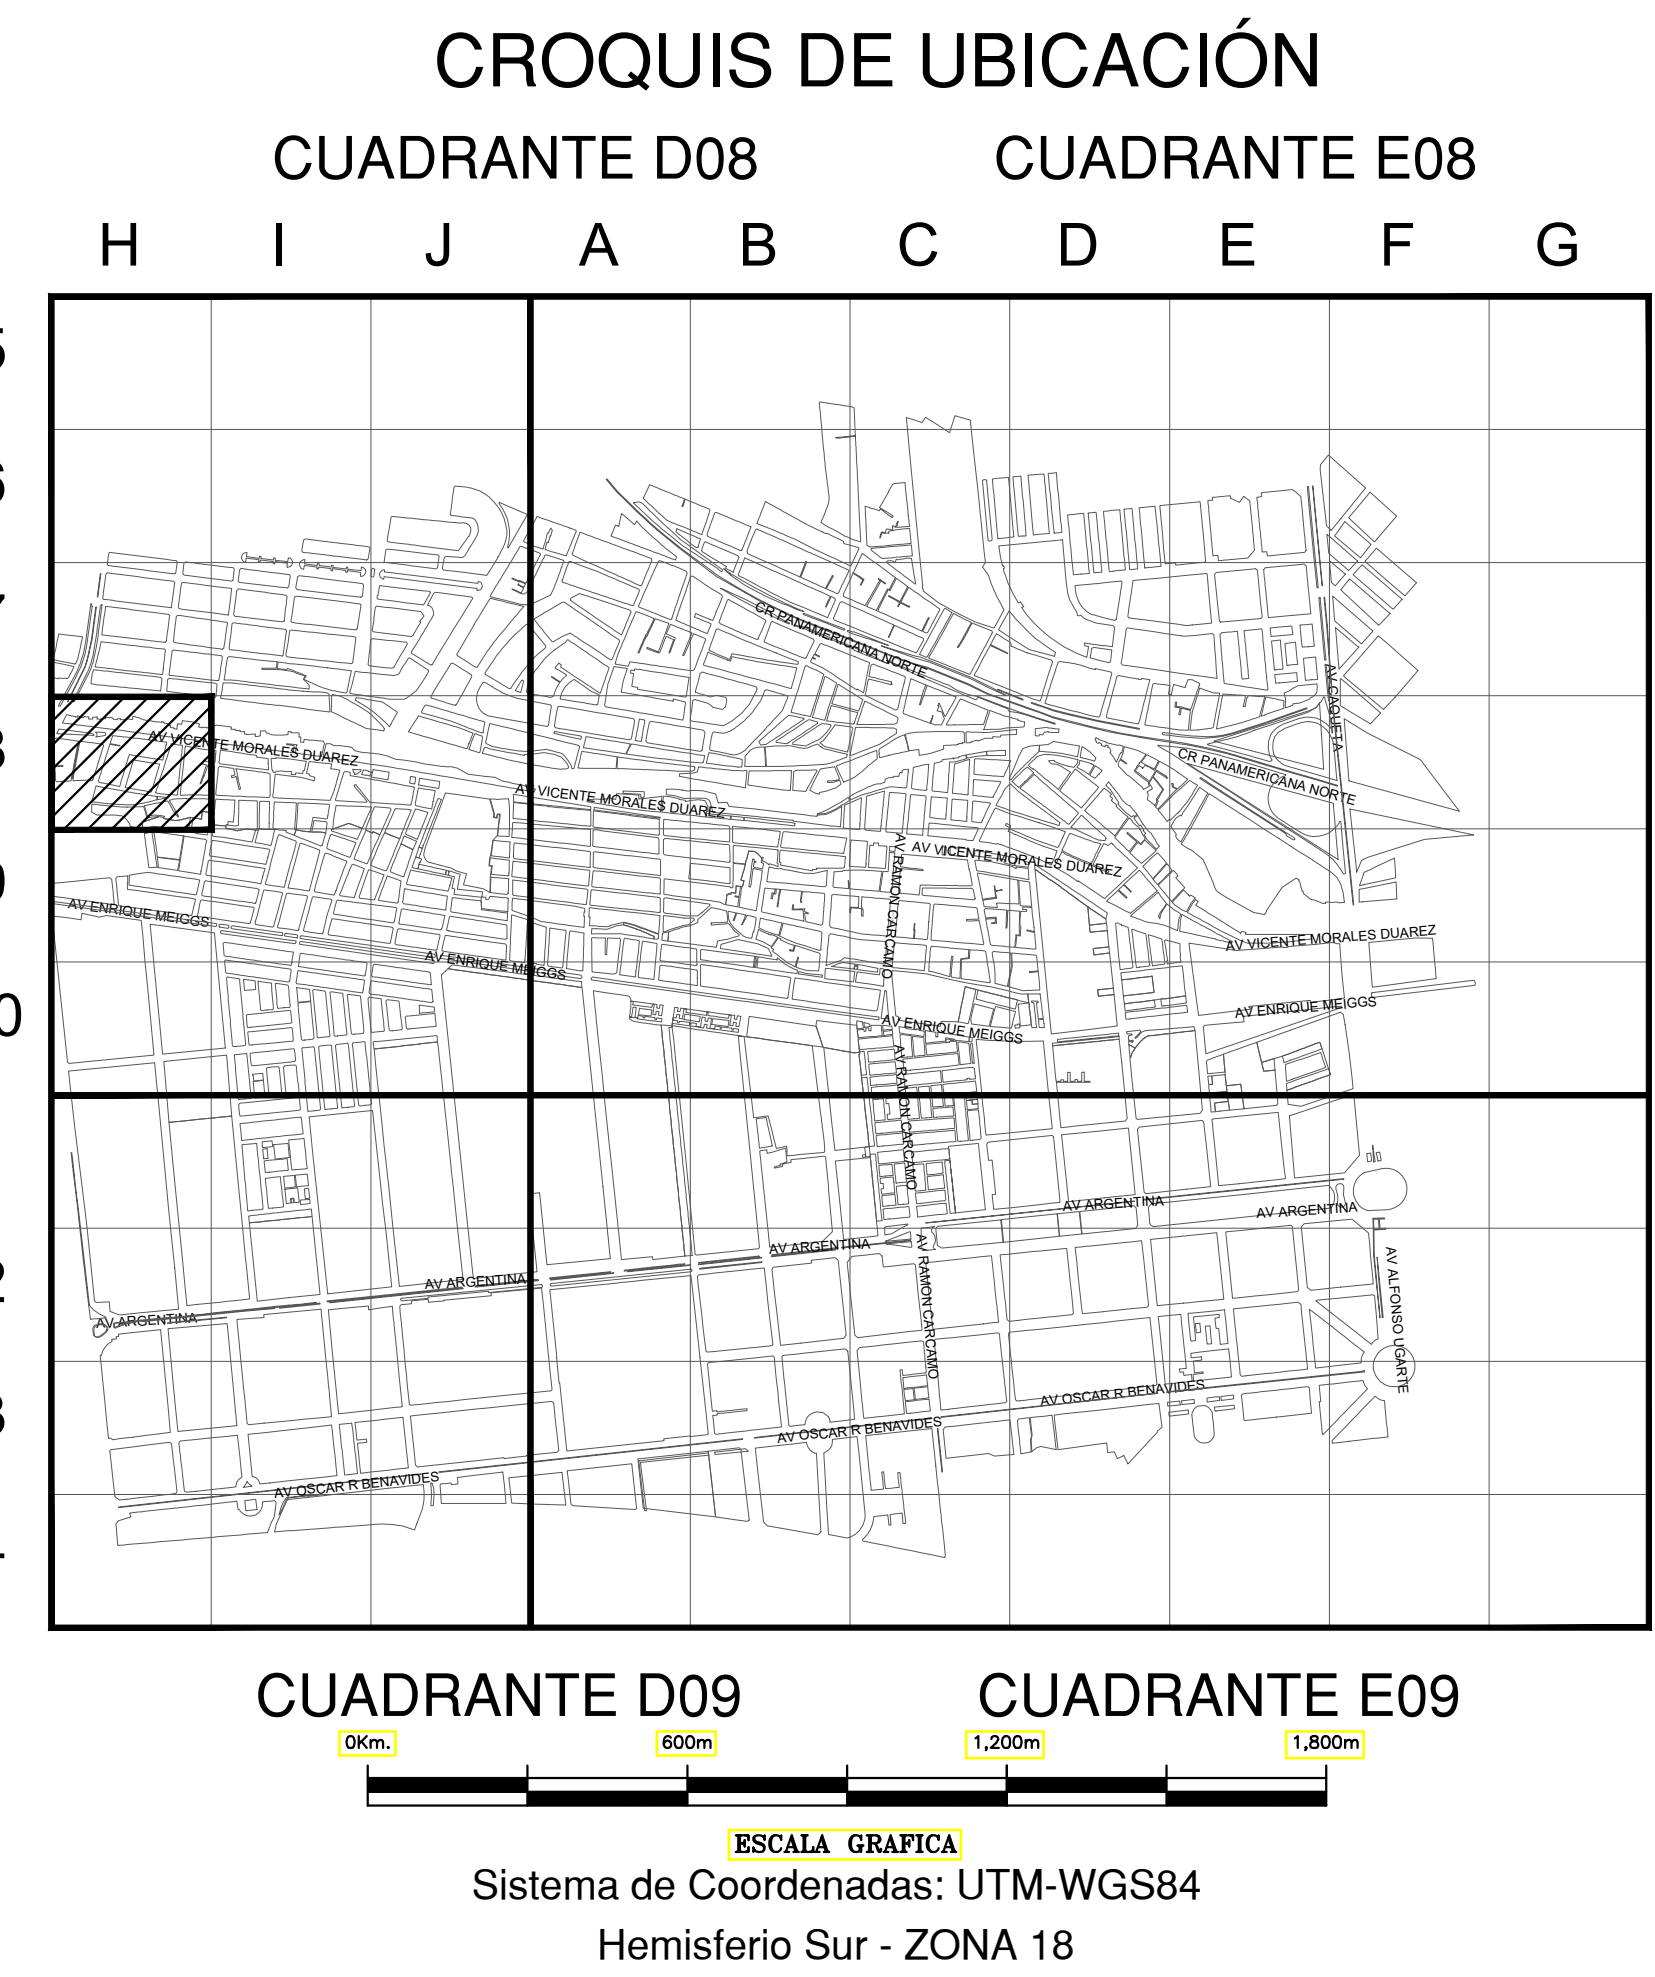 CROQUIS DE UBICACIÓN
CUADRANTE D08 CUADRANTE E08
H I J A B C D E F G
CR PANAMERICANA NORTE
AV CAQUETA
AV VICENTE MORALES DUAREZ
CR PANAMERICANA NORTE
AV VICENTE MORALES DUAREZ
AV RAMON CARCAMO
AV VICENTE MORALES DUAREZ
AV ENRIQUE MEIGGS
AV VICENTE MORALES DUAREZ
AV ENRIQUE MEIGGS
AV ENRIQUE MEIGGS
AV ENRIQUE MEIGGS
AV RAMON CARCAMO
AV ARGENTINA
AV ARGENTINA
AV ARGENTINA
AV ARGENTINA
AV ARGENTINA
AV RAMON CARCAMO
AV ALFONSO UGARTE
AV OSCAR R BENAVIDES
AV OSCAR R BENAVIDES
AV OSCAR R BENAVIDES
CUADRANTE D09 CUADRANTE E09
0Km. 600m 1,200m 1,800m
ESCALA GRAFICA
Sistema de Coordenadas: UTM-WGS84
Hemisferio Sur - ZONA 18